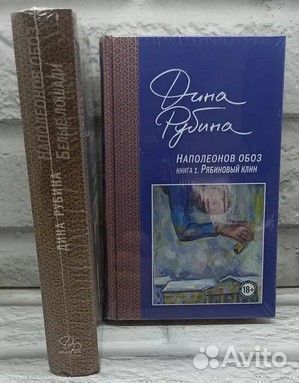 ДИНА РУБИНА
НАПОЛЕОНОВ ОБОЗ
БЕЛЫЕ ЛОШАДИ
Дина
Рубина
НАПОЛЕОНОВ ОБОЗ
КНИГА 1. РЯБИНОВЫЙ КЛИН
18+
Avito